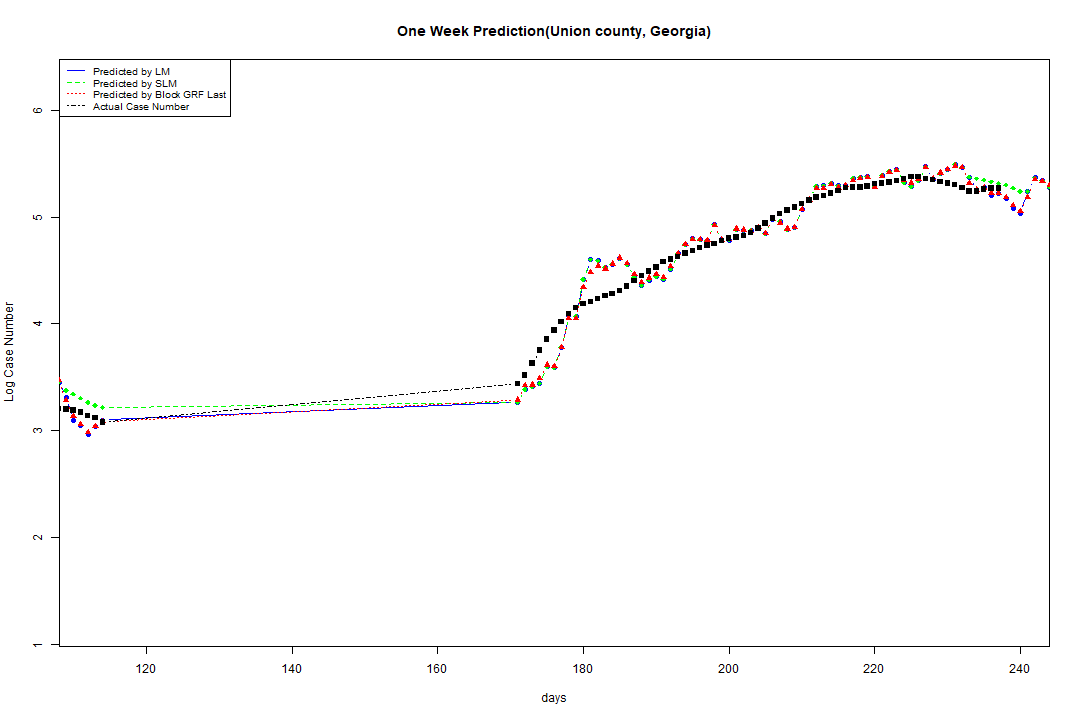 One Week Prediction(Union county, Georgia)
Predicted by LM
Predicted by SLM
Predicted by Block GRF Last
Actual Case Number
Log Case Number
6
5
4
3
2
1
120 140 160 180 200 220 240
days